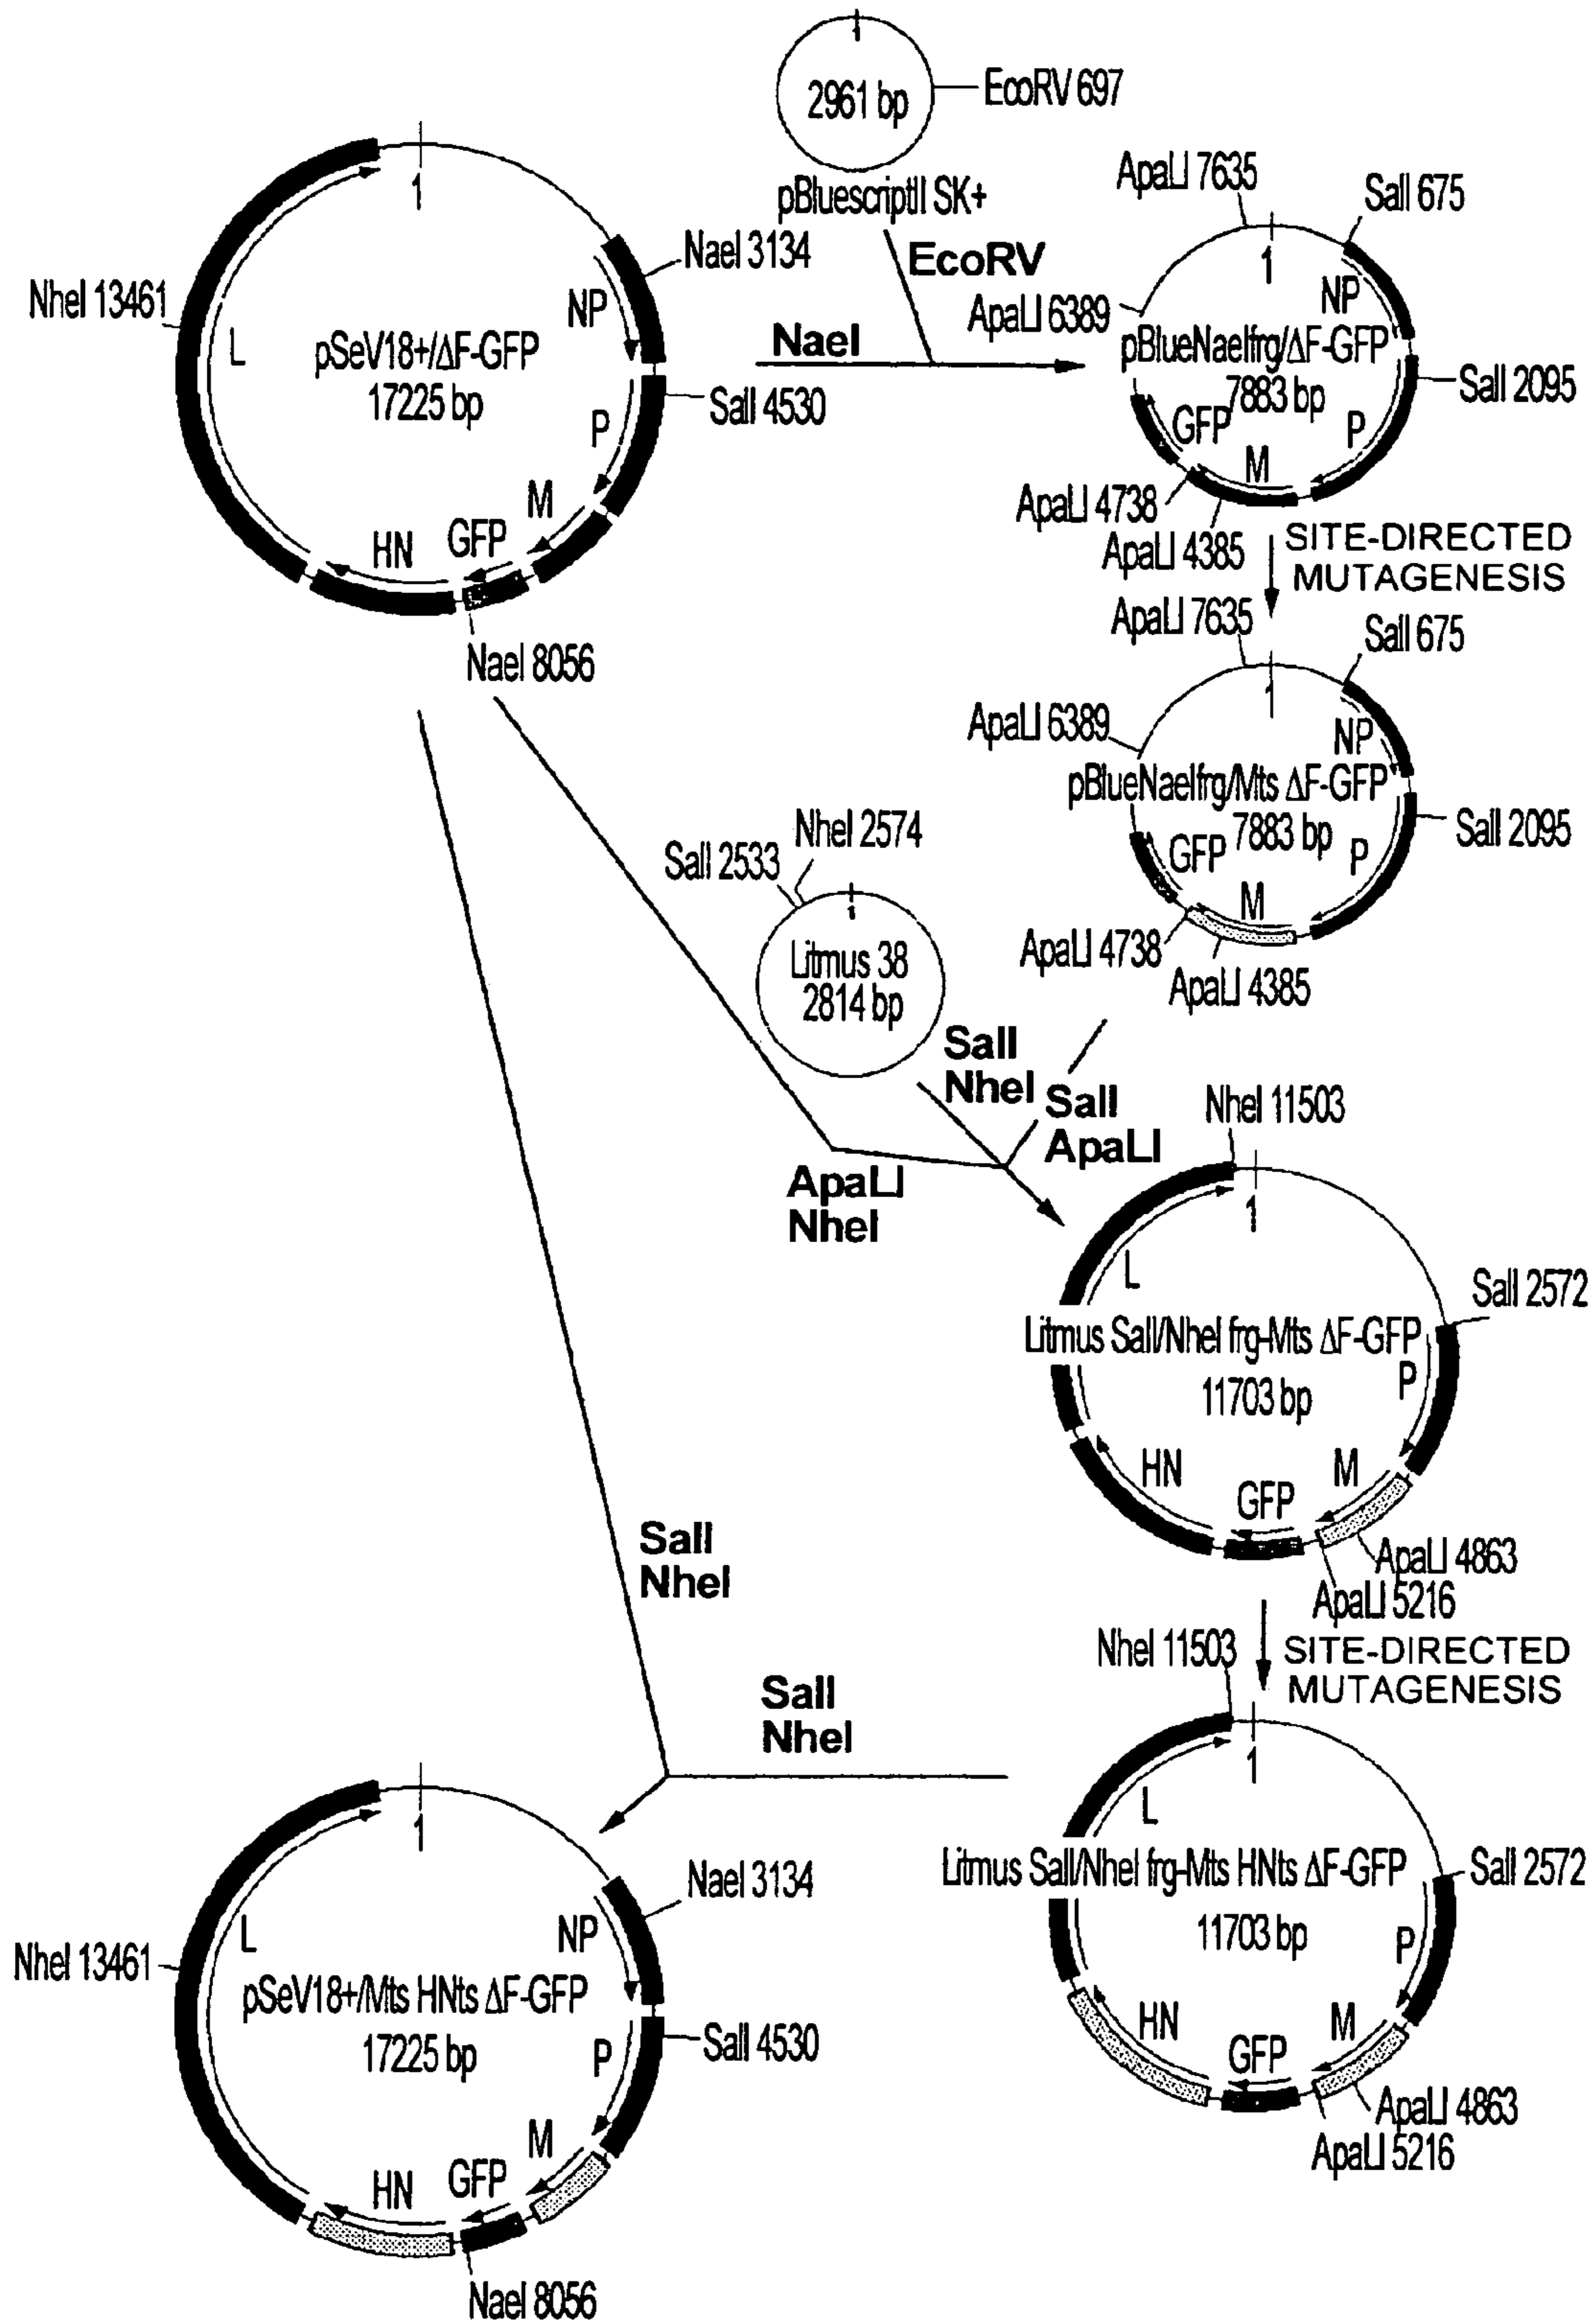 1
2961 bp
EcoRV 697
pBluescriptII SK+
1
NaeI 3134
NheI 13461
NP
L
pSeV18+/ΔF-GFP
17225 bp
SalI 4530
P
M
GFP
HN
NaeI 8056
EcoRV
NaeI
ApaLI 7635
SalI 675
1
ApaLI 6389
NP
pBlueNaeIfrg/ΔF-GFP
7883 bp
SalI 2095
GFP
P
M
ApaLI 4738
ApaLI 4385
SITE-DIRECTED
MUTAGENESIS
ApaLI 7635
SalI 675
1
ApaLI 6389
NP
pBlueNaeIfrg/Mts ΔF-GFP
7883 bp
SalI 2095
GFP
P
M
ApaLI 4738
ApaLI 4385
NheI 2574
SalI 2533
1
Litmus 38
2814 bp
SalI
NheI
SalI
ApaLI
ApaLI
NheI
NheI 11503
1
L
SalI 2572
Litmus SalI/NheI frg-Mts ΔF-GFP
11703 bp
P
HN
M
GFP
ApaLI 4863
ApaLI 5216
SITE-DIRECTED
MUTAGENESIS
SalI
NheI
SalI
NheI
NheI 11503
1
L
Litmus SalI/NheI frg-Mts HNts ΔF-GFP
SalI 2572
11703 bp
P
HN
M
GFP
ApaLI 4863
ApaLI 5216
1
NaeI 3134
L
NP
NheI 13461
pSeV18+/Mts HNts ΔF-GFP
17225 bp
SalI 4530
P
M
GFP
HN
NaeI 8056